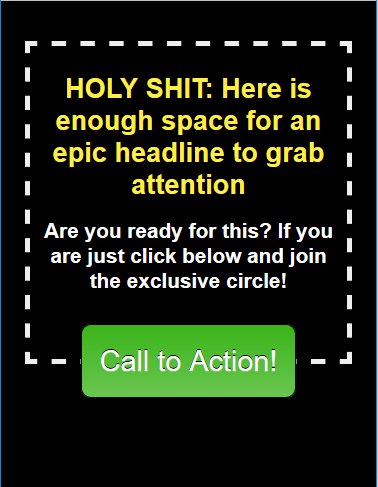 HOLY SHIT: Here is
enough space for an
epic headline to grab
attention
Are you ready for this? If you
are just click below and join
the exclusive circle!
Call to Action!